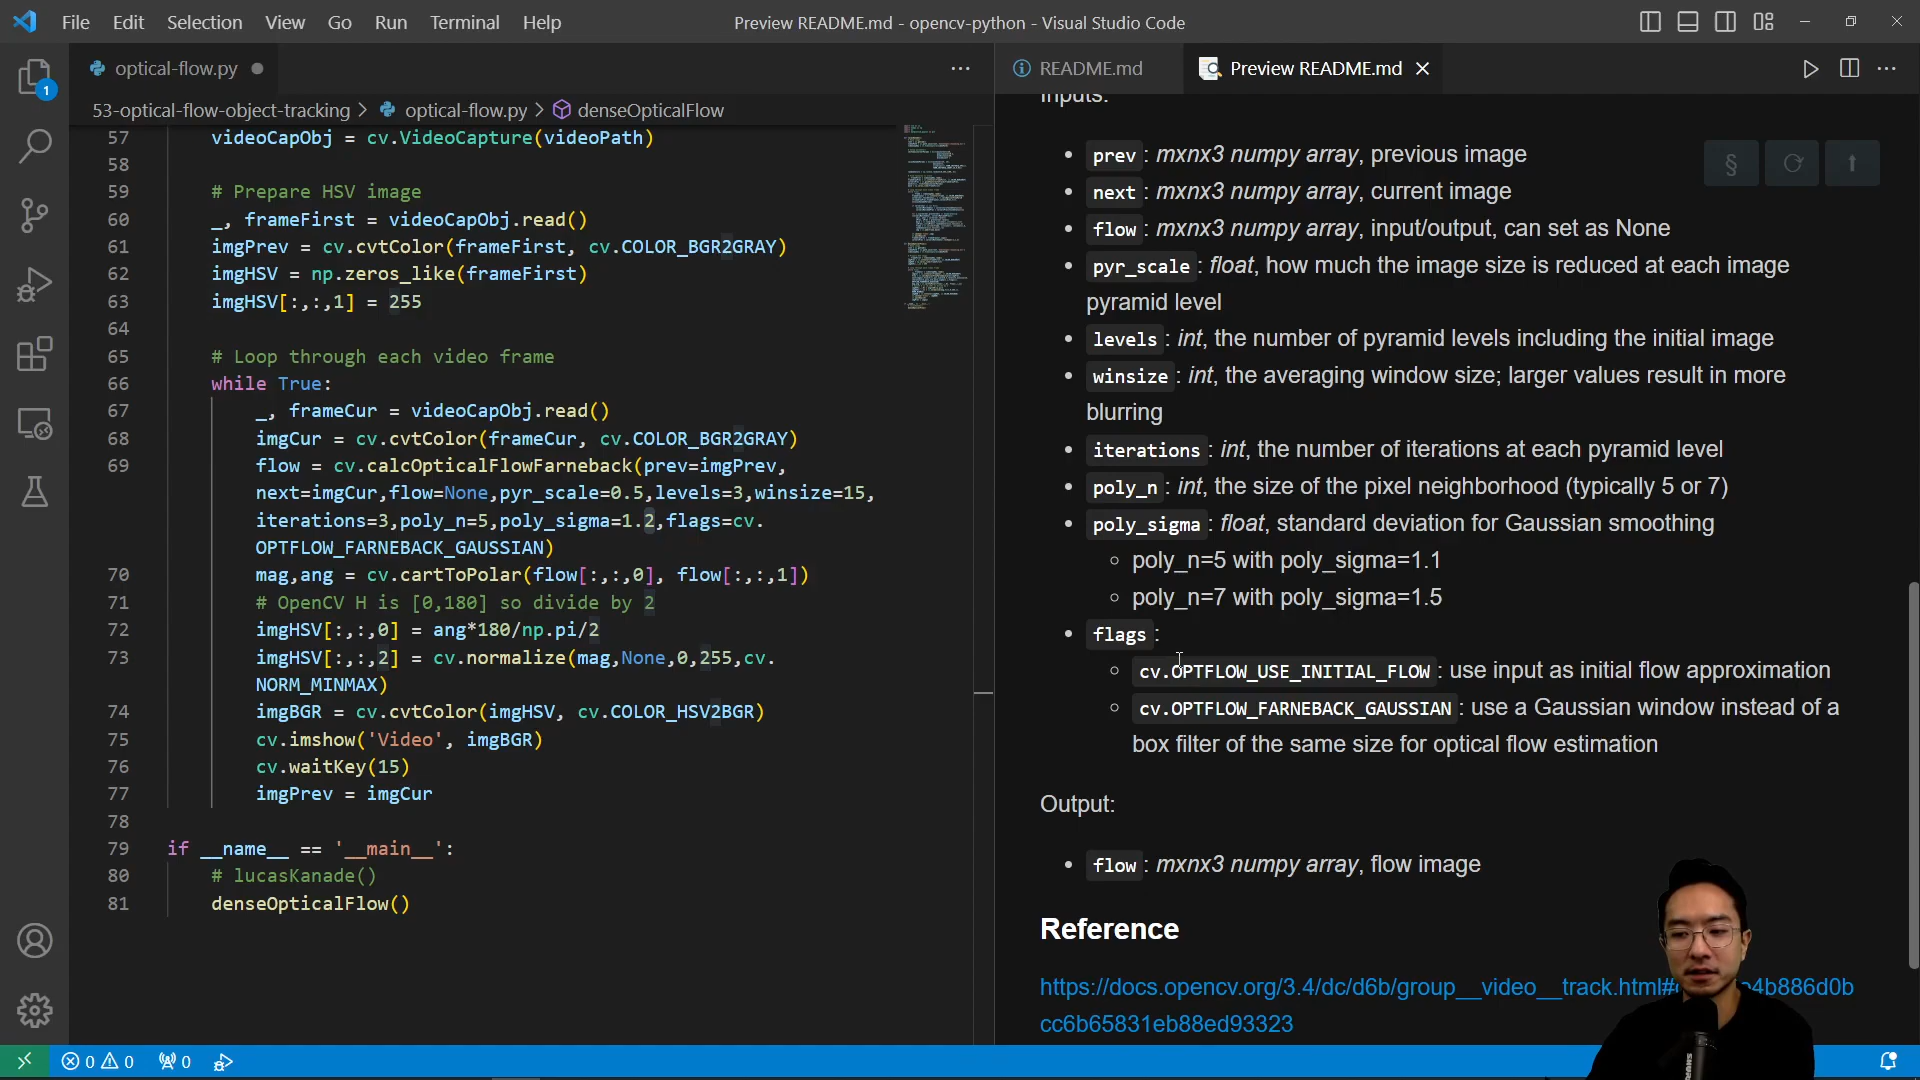 File Edit Selection View Go Run Terminal Help
Preview README.md - opencv-python - Visual Studio Code
optical-flow.py
README.md
Preview README.md
53-optical-flow-object-tracking > optical-flow.py > denseOpticalFlow
57 videoCapObj = cv.VideoCapture(videoPath)
58
59 # Prepare HSV image
60 _, frameFirst = videoCapObj.read()
61 imgPrev = cv.cvtColor(frameFirst, cv.COLOR_BGR2GRAY)
62 imgHSV = np.zeros_like(frameFirst)
63 imgHSV[:,:,1] = 255
64
65 # Loop through each video frame
66 while True:
67 _, frameCur = videoCapObj.read()
68 imgCur = cv.cvtColor(frameCur, cv.COLOR_BGR2GRAY)
69 flow = cv.calcOpticalFlowFarneback(prev=imgPrev,
next=imgCur,flow=None,pyr_scale=0.5,levels=3,winsize=15,
iterations=3,poly_n=5,poly_sigma=1.2,flags=cv.
OPTFLOW_FARNEBACK_GAUSSIAN)
70 mag,ang = cv.cartToPolar(flow[:,:,0], flow[:,:,1])
71 # OpenCV H is [0,180] so divide by 2
72 imgHSV[:,:,0] = ang*180/np.pi/2
73 imgHSV[:,:,2] = cv.normalize(mag,None,0,255,cv.
NORM_MINMAX)
74 imgBGR = cv.cvtColor(imgHSV, cv.COLOR_HSV2BGR)
75 cv.imshow('Video', imgBGR)
76 cv.waitKey(15)
77 imgPrev = imgCur
78
79 if __name__ == '__main__':
80 # lucasKanade()
81 denseOpticalFlow()
Inputs:
• prev: mxnx3 numpy array, previous image
• next: mxnx3 numpy array, current image
• flow: mxnx3 numpy array, input/output, can set as None
• pyr_scale: float, how much the image size is reduced at each image
pyramid level
• levels: int, the number of pyramid levels including the initial image
• winsize: int, the averaging window size; larger values result in more
blurring
• iterations: int, the number of iterations at each pyramid level
• poly_n: int, the size of the pixel neighborhood (typically 5 or 7)
• poly_sigma: float, standard deviation for Gaussian smoothing
◦ poly_n=5 with poly_sigma=1.1
◦ poly_n=7 with poly_sigma=1.5
• flags:
◦ cv.OPTFLOW_USE_INITIAL_FLOW: use input as initial flow approximation
◦ cv.OPTFLOW_FARNEBACK_GAUSSIAN: use a Gaussian window instead of a
box filter of the same size for optical flow estimation
Output:
• flow: mxnx3 numpy array, flow image
Reference
https://docs.opencv.org/3.4/dc/d6b/group__video__track.html#
cc6b65831eb88ed93323
1
0 0 0